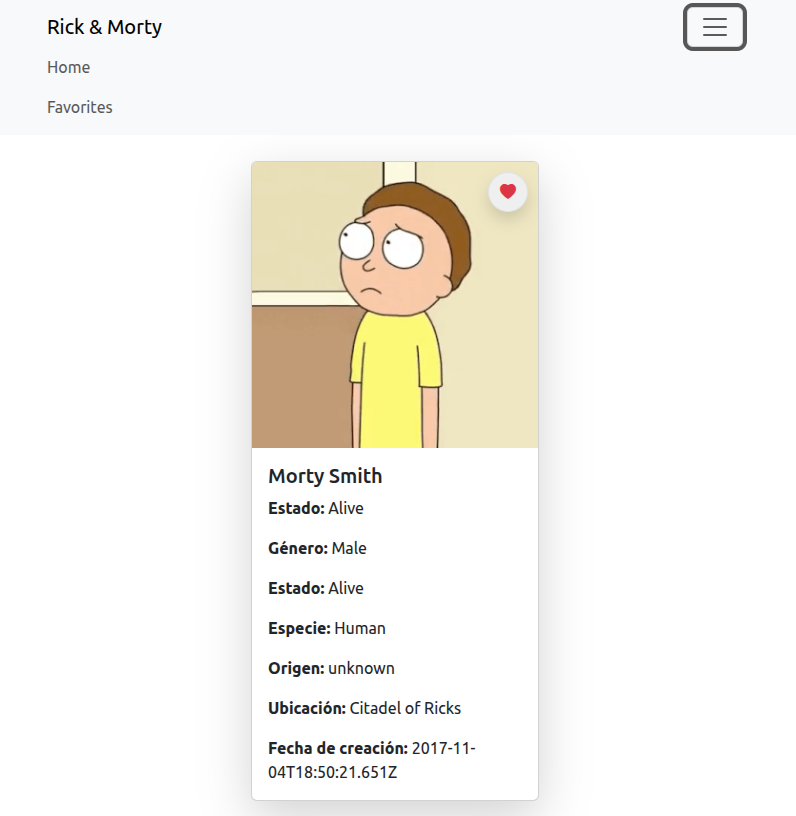 Rick & Morty
Home
Favorites
Morty Smith
Estado: Alive
Género: Male
Estado: Alive
Especie: Human
Origen: unknown
Ubicación: Citadel of Ricks
Fecha de creación: 2017-11-
04T18:50:21.651Z